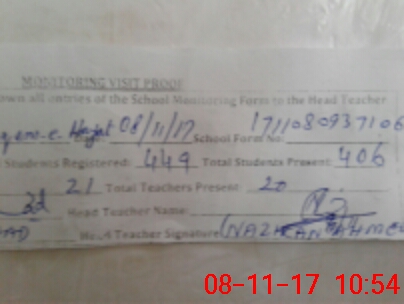 MONITORING VISIT PROOF
own all entries of the School Monitoring Form to the Head Teacher
08/11/17 School Form No: 1711080937106
Students Registered: 449 Total Students Present: 406
21 Total Teachers Present: 20
Head Teacher Name:
Head Teacher Signature
08-11-17 10:54